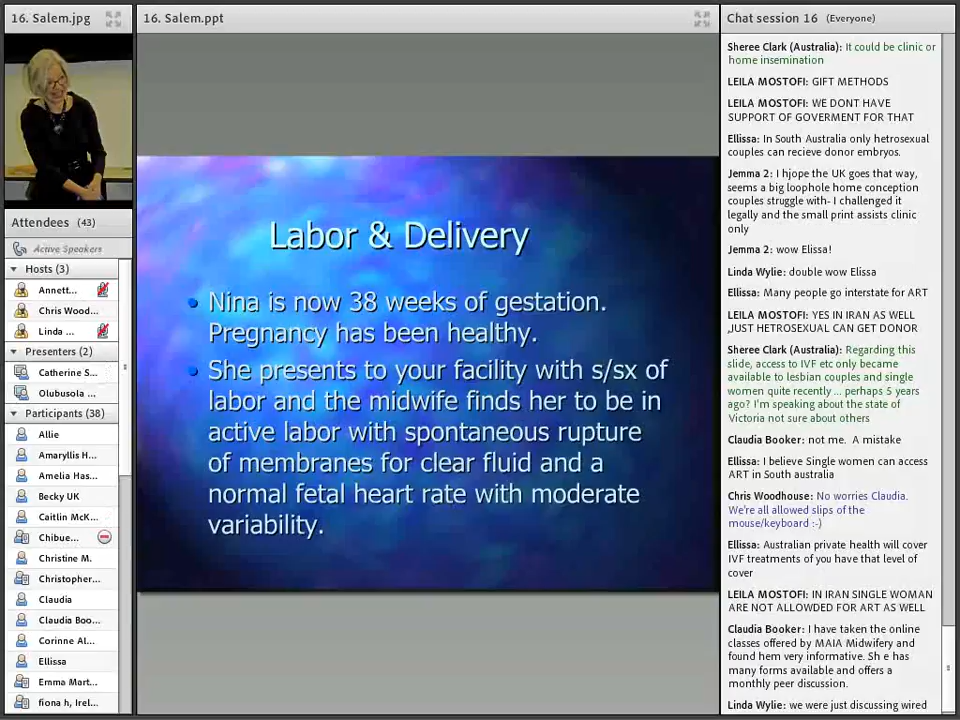 16. Salem.jpg
Attendees (43)
Active Speakers
Hosts (3)
Annett...
Chris Wood...
Linda ...
Presenters (2)
Catherine S...
Olubusola ...
Participants (38)
Allie
Amaryllis H...
Amelia Has...
Becky UK
Caitlin McK...
Chibue...
Christine M.
Christopher...
Claudia
Claudia Boo...
Corinne Al...
Ellissa
Emma Mart...
fiona h, Irel...
16. Salem.ppt
Labor & Delivery
• Nina is now 38 weeks of gestation.
Pregnancy has been healthy.
• She presents to your facility with s/sx of
labor and the midwife finds her to be in
active labor with spontaneous rupture
of membranes for clear fluid and a
normal fetal heart rate with moderate
variability.
Chat session 16 (Everyone)
Sheree Clark (Australia): It could be clinic or
home insemination
LEILA MOSTOFI: GIFT METHODS
LEILA MOSTOFI: WE DONT HAVE
SUPPORT OF GOVERMENT FOR THAT
Ellissa: In South Australia only hetrosexual
couples can recieve donor embryos.
Jemma 2: I hjope the UK goes that way,
seems a big loophole home conception
couples struggle with- I challenged it
legally and the small print assists clinic
only
Jemma 2: wow Elissa!
Linda Wylie: double wow Elissa
Ellissa: Many people go interstate for ART
LEILA MOSTOFI: YES IN IRAN AS WELL
,JUST HETROSEXUAL CAN GET DONOR
Sheree Clark (Australia): Regarding this
slide, access to IVF etc only became
available to lesbian couples and single
women quite recently ... perhaps 5 years
ago? I'm speaking about the state of
Victoria not sure about others
Claudia Booker: not me. A mistake
Ellissa: I believe Single women can access
ART in South australia
Chris Woodhouse: No worries Claudia.
We're all allowed slips of the
mouse/keyboard :-)
Ellissa: Australian private health will cover
IVF treatments of you have that level of
cover
LEILA MOSTOFI: IN IRAN SINGLE WOMAN
ARE NOT ALLOWDED FOR ART AS WELL
Claudia Booker: I have taken the online
classes offered by MAIA Midwifery and
found hem very informative. Sh e has
many forms available and offers a
monthly peer discussion.
Linda Wylie: we were just discussing wired